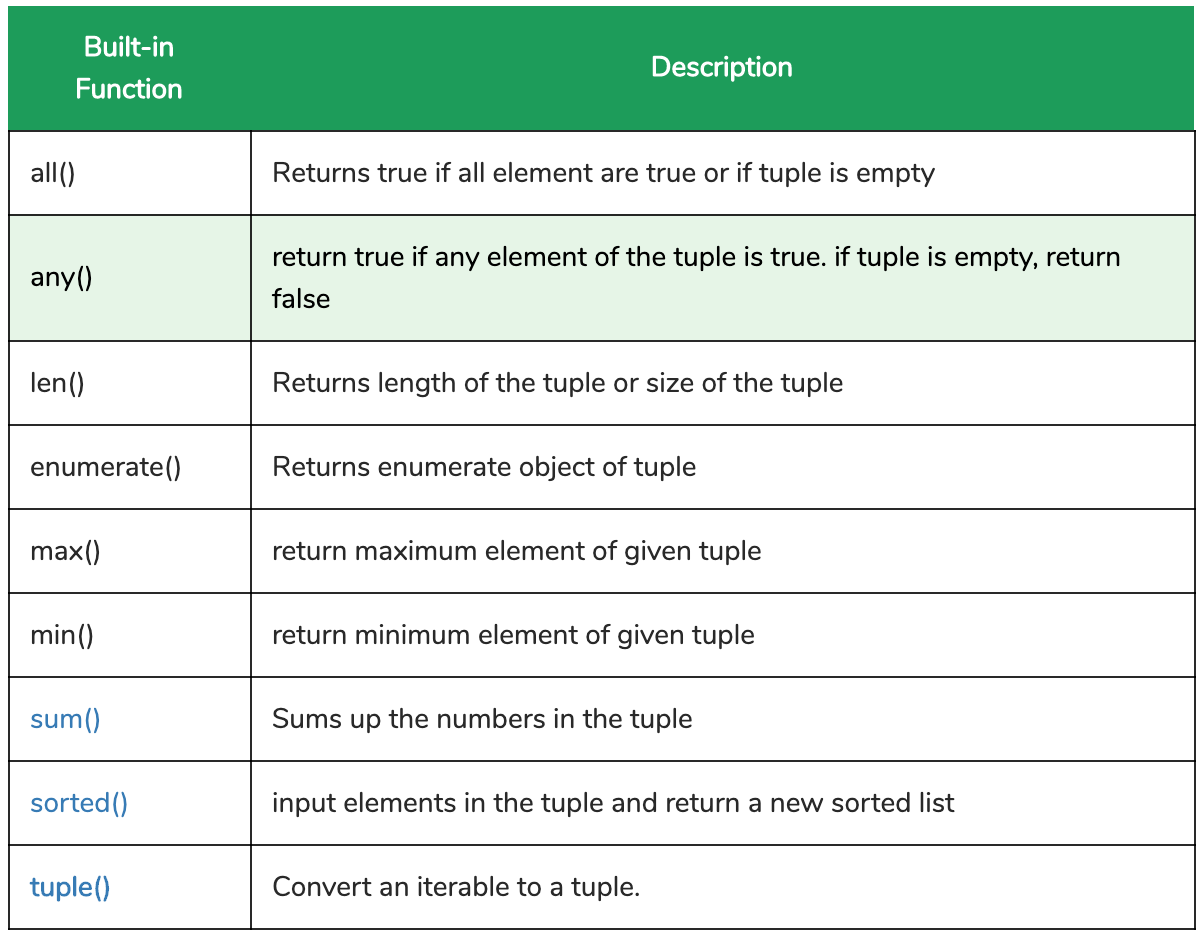 Built-in
Function
Description
all()
Returns true if all element are true or if tuple is empty
any()
return true if any element of the tuple is true. if tuple is empty, return
false
len()
Returns length of the tuple or size of the tuple
enumerate()
Returns enumerate object of tuple
max()
return maximum element of given tuple
min()
return minimum element of given tuple
sum()
Sums up the numbers in the tuple
sorted()
input elements in the tuple and return a new sorted list
tuple()
Convert an iterable to a tuple.